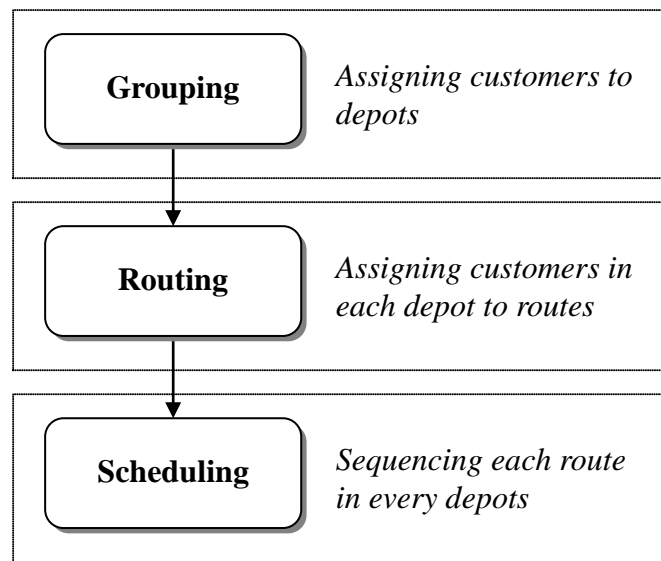 Grouping
Assigning customers to
depots
Routing
Assigning customers in
each depot to routes
Scheduling
Sequencing each route
in every depots